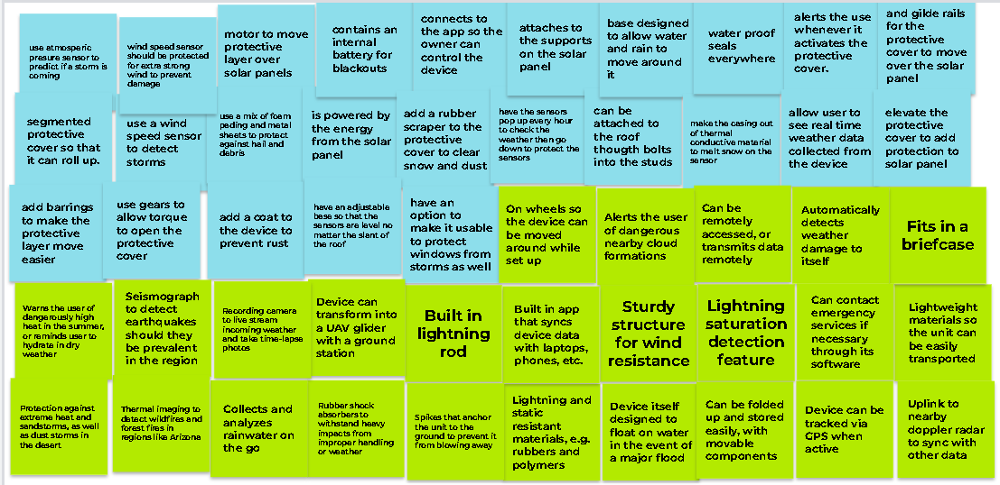 use atmosperic
presure sensor to
predict if a storm is
coming
wind speed sensor
should be protected
for extra strong
wind to prevent
damage
motor to move
protective
layer over
solar panels
contains an
internal
battery for
blackouts
connects to
the app so the
owner can
control the
device
attaches to
the supports
on the solar
panel
base designed
to allow water
and rain to
move around
it
water proof
seals
everywhere
alerts the use
whenever it
activates the
protective
cover.
and gilde rails
for the
protective
cover to move
over the solar
panel
segmented
protective
cover so that
it can roll up.
use a wind
speed sensor
to detect
storms
use a mix of foam
pading and metal
sheets to protect
against hail and
debris
is powered by
the energy
from the solar
panel
add a rubber
scraper to the
protective
cover to clear
snow and dust
have the sensors
pop up every hour
to check the
weather then go
down to protect the
sensors
can be
attached to
the roof
though bolts
into the studs
make the casing out
of thermal
conductive material
to melt snow on the
sensor
allow user to
see real time
weather data
collected from
the device
elevate the
protective
cover to add
protection to
solar panel
add barrings
to make the
protective
layer move
easier
use gears to
allow torque
to open the
protective
cover
add a coat to
the device to
prevent rust
have an adjustable
base so that the
sensors are level no
matter the slant of
the roof
have an
option to
make it usable
to protect
windows from
storms as well
On wheels so
the device can
be moved
around while
set up
Alerts the user
of dangerous
nearby cloud
formations
Can be
remotely
accessed, or
transmits data
remotely
Automatically
detects
weather
damage to
itself
Fits in a
briefcase
Warns the user of
dangerously high
heat in the summer,
or reminds user to
hydrate in dry
weather
Seismograph
to detect
earthquakes
should they
be prevalent
in the region
Recording camera
to live stream
incoming weather
and take time-lapse
photos
Device can
transform into
a UAV glider
with a ground
station
Built in
lightning
rod
Built in app
that syncs
device data
with laptops,
phones, etc.
Sturdy
structure
for wind
resistance
Lightning
saturation
detection
feature
Can contact
emergency
services if
necessary
through its
software
Lightweight
materials so
the unit can
be easily
transported
Protection against
extreme heat and
sandstorms, as well
as dust storms in
the desert
Thermal imaging to
detect wildfires and
forest fires in
regions like Arizona
Collects and
analyzes
rainwater on
the go
Rubber shock
absorbers to
withstand heavy
impacts from
improper handling
or weather
Spikes that anchor
the unit to the
ground to prevent it
from blowing away
Lightning and
static
resistant
materials, e.g.
rubbers and
polymers
Device itself
designed to
float on water
in the event of
a major flood
Can be folded
up and stored
easily, with
movable
components
Device can be
tracked via
GPS when
active
Uplink to
nearby
doppler radar
to sync with
other data